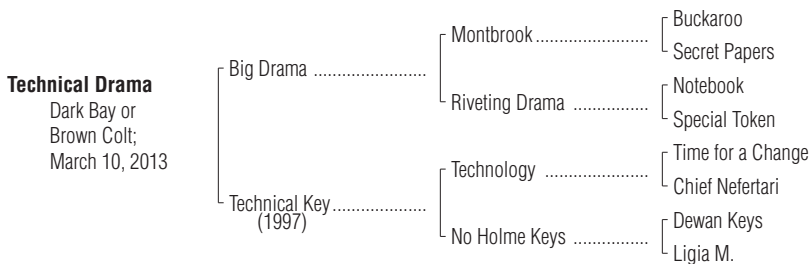 Buckaroo
Montbrook
Secret Papers
Big Drama
Notebook
Riveting Drama
Special Token
Technical Drama
Dark Bay or
Brown Colt;
March 10, 2013
Time for a Change
Technology
Chief Nefertari
Technical Key
(1997)
Dewan Keys
No Holme Keys
Ligia M.